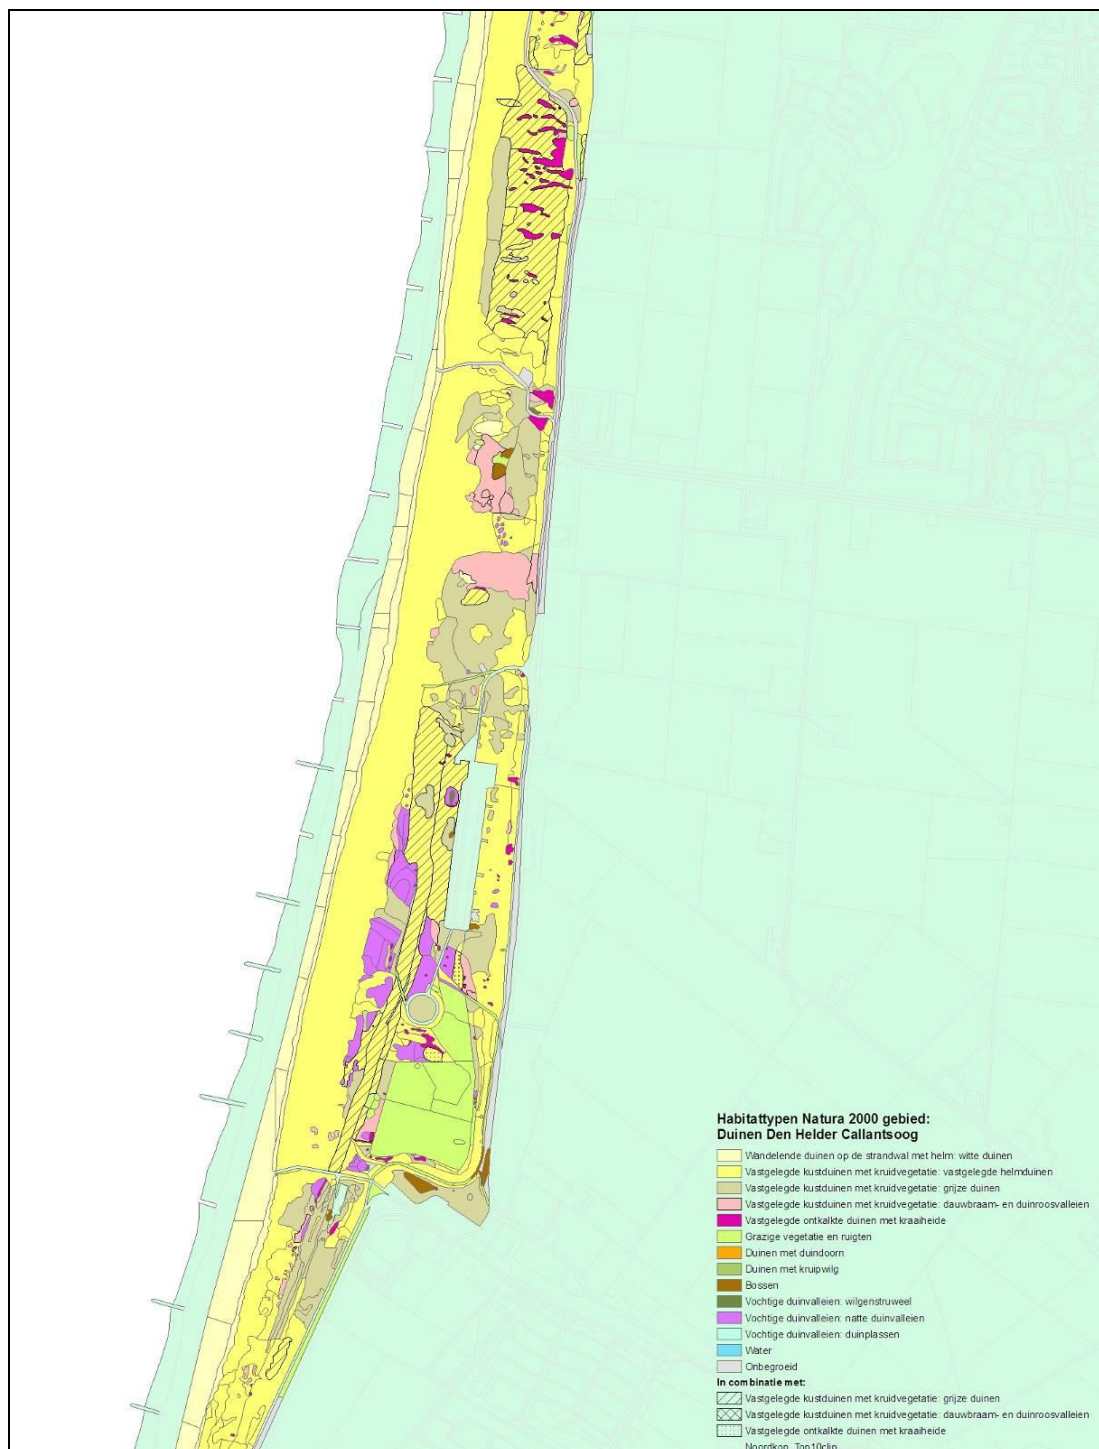 Habitattypen Natura 2000 gebied:
Duinen Den Helder Callantsoog
Wandelende duinen op de strandwal met helm: witte duinen
Vastgelegde kustduinen met kruidvegetatie: vastgelegde helmduinen
Vastgelegde kustduinen met kruidvegetatie: grijze duinen
Vastgelegde kustduinen met kruidvegetatie: dauwbraam- en duinroosvalleien
Vastgelegde ontkalkte duinen met kraaiheide
Grazige vegetatie en ruigten
Duinen met duindoorn
Duinen met kruipwilg
Bossen
Vochtige duinvalleien: wilgenstruweel
Vochtige duinvalleien: natte duinvalleien
Vochtige duinvalleien: duinplassen
Water
Onbegroeid
In combinatie met:
Vastgelegde kustduinen met kruidvegetatie: grijze duinen
Vastgelegde kustduinen met kruidvegetatie: dauwbraam- en duinroosvalleien
Vastgelegde ontkalkte duinen met kraaiheide
Noordkop_Top10clip